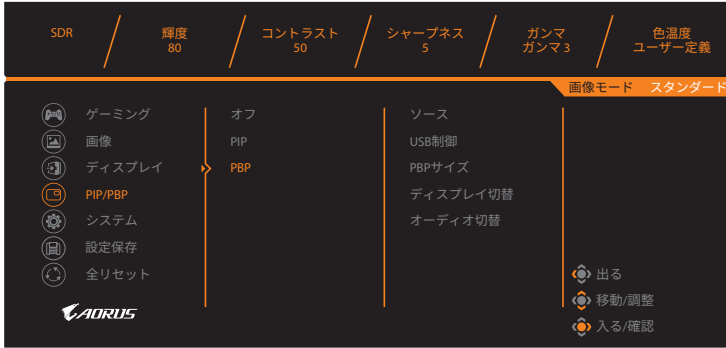 SDR
輝度
80
コントラスト
50
シャープネス
5
ガンマ
ガンマ 3
色温度
ユーザー定義
画像モード スタンダード
ゲーミング
画像
ディスプレイ
PIP/PBP
システム
設定保存
全リセット
オフ
PIP
PBP
ソース
USB制御
PBPサイズ
ディスプレイ切替
オーディオ切替
出る
移動/調整
入る/確認
AORUS